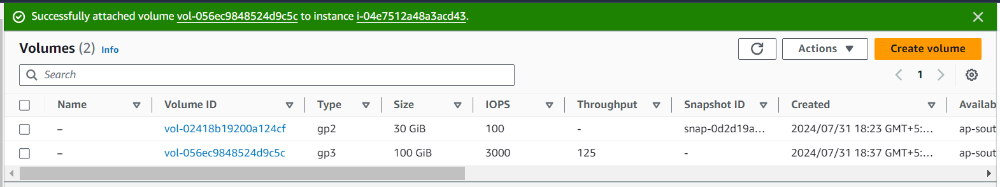 Successfully attached volume vol-056ec9848524d9c5c to instance i-04e7512a48a3acd43.
Volumes (2) Info
Actions
Create volume
Search
1
Name Volume ID Type Size IOPS Throughput Snapshot ID Created Availab
– vol-02418b19200a124cf gp2 30 GiB 100 - snap-0d2d19a... 2024/07/31 18:23 GMT+5:... ap-sout
– vol-056ec9848524d9c5c gp3 100 GiB 3000 125 - 2024/07/31 18:37 GMT+5:... ap-sout